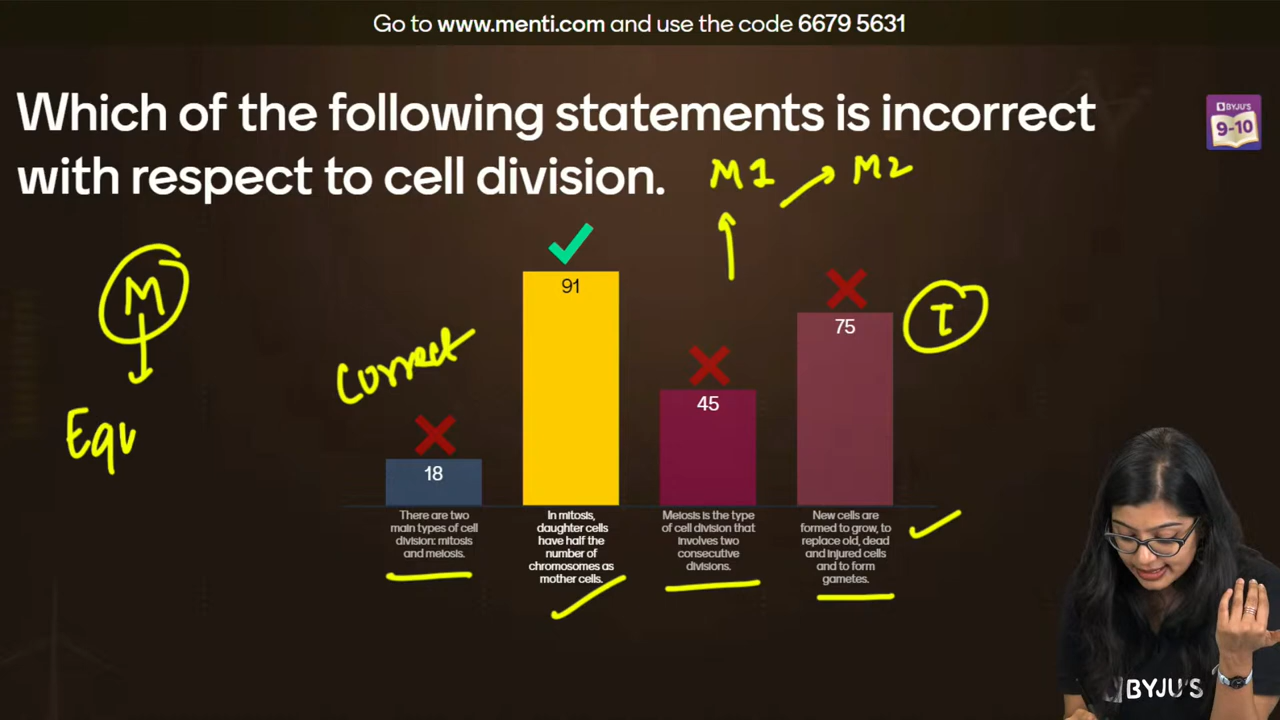 Go to www.menti.com and use the code 6679 5631
Which of the following statements is incorrect
with respect to cell division.
BYJU'S
9-10
M1
M2
M
Equ
Correct
I
18
91
45
75
There are two
main types of cell
division: mitosis
and meiosis.
In mitosis,
daughter cells
have half the
number of
chromosomes as
mother cells.
Meiosis is the type
of cell division that
involves two
consecutive
divisions.
New cells are
formed to grow, to
replace old, dead
and injured cells
and to form
gametes.
BYJU'S